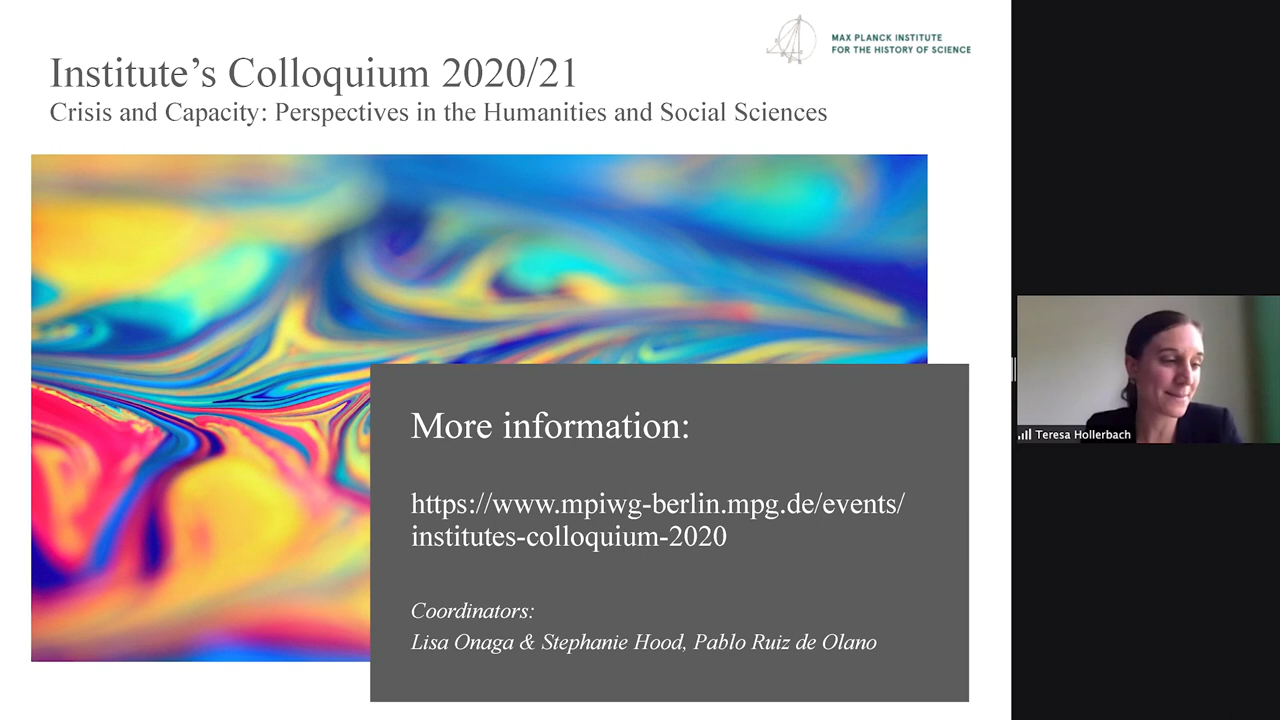 MAX PLANCK INSTITUTE
FOR THE HISTORY OF SCIENCE
Institute’s Colloquium 2020/21
Crisis and Capacity: Perspectives in the Humanities and Social Sciences
More information:
https://www.mpiwg-berlin.mpg.de/events/
institutes-colloquium-2020
Coordinators:
Lisa Onaga & Stephanie Hood, Pablo Ruiz de Olano
Teresa Hollerbach